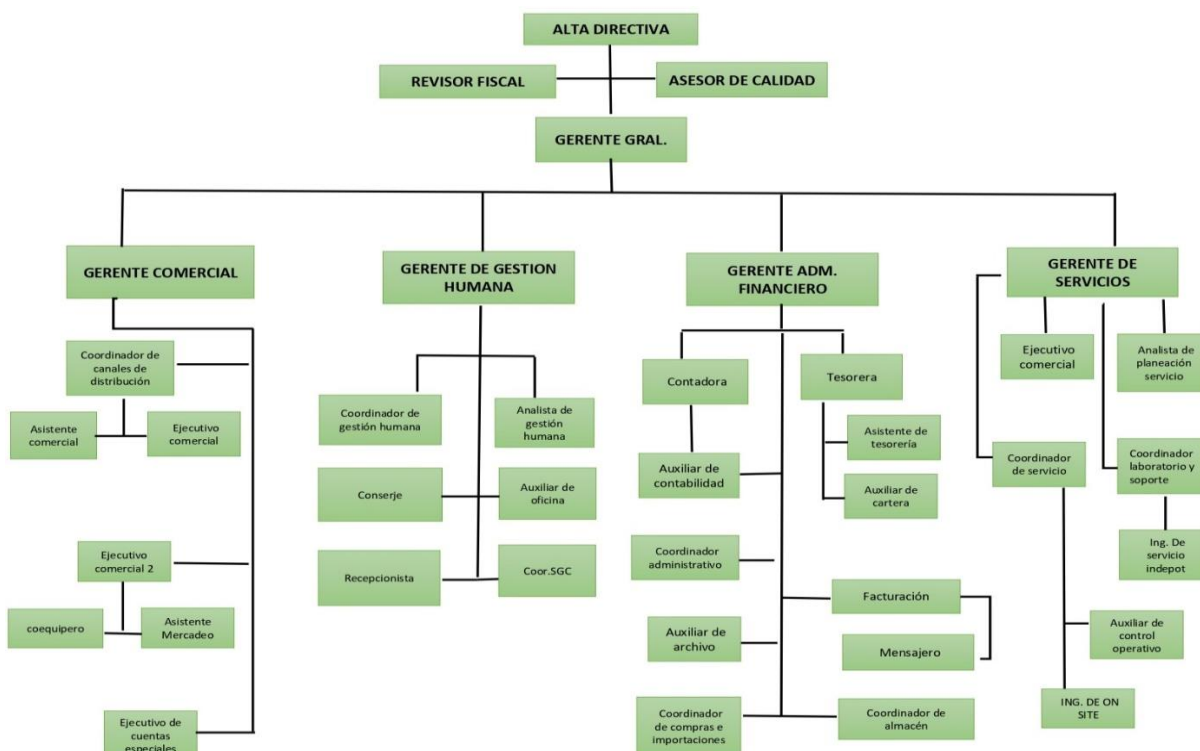 ALTA DIRECTIVA
REVISOR FISCAL
ASESOR DE CALIDAD
GERENTE GRAL.
GERENTE COMERCIAL
GERENTE DE GESTION
HUMANA
GERENTE ADM.
FINANCIERO
GERENTE DE
SERVICIOS
Coordinador de
canales de
distribución
Asistente
comercial
Ejecutivo
comercial
Ejecutivo
comercial 2
coequipero
Asistente
Mercadeo
Ejecutivo de
cuentas
especiales
Coordinador de
gestión humana
Analista de
gestión
humana
Conserje
Auxiliar de
oficina
Recepcionista
Coor.SGC
Contadora
Tesorera
Auxiliar de
contabilidad
Asistente de
tesorería
Auxiliar de
cartera
Coordinador
administrativo
Facturación
Auxiliar de
archivo
Mensajero
Coordinador
de compras e
importaciones
Coordinador de
almacén
Ejecutivo
comercial
Analista de
planeación
servicio
Coordinador
de servicio
Coordinador
laboratorio y
soporte
Ing. De
servicio
indepot
Auxiliar de
control
operativo
ING. DE ON
SITE